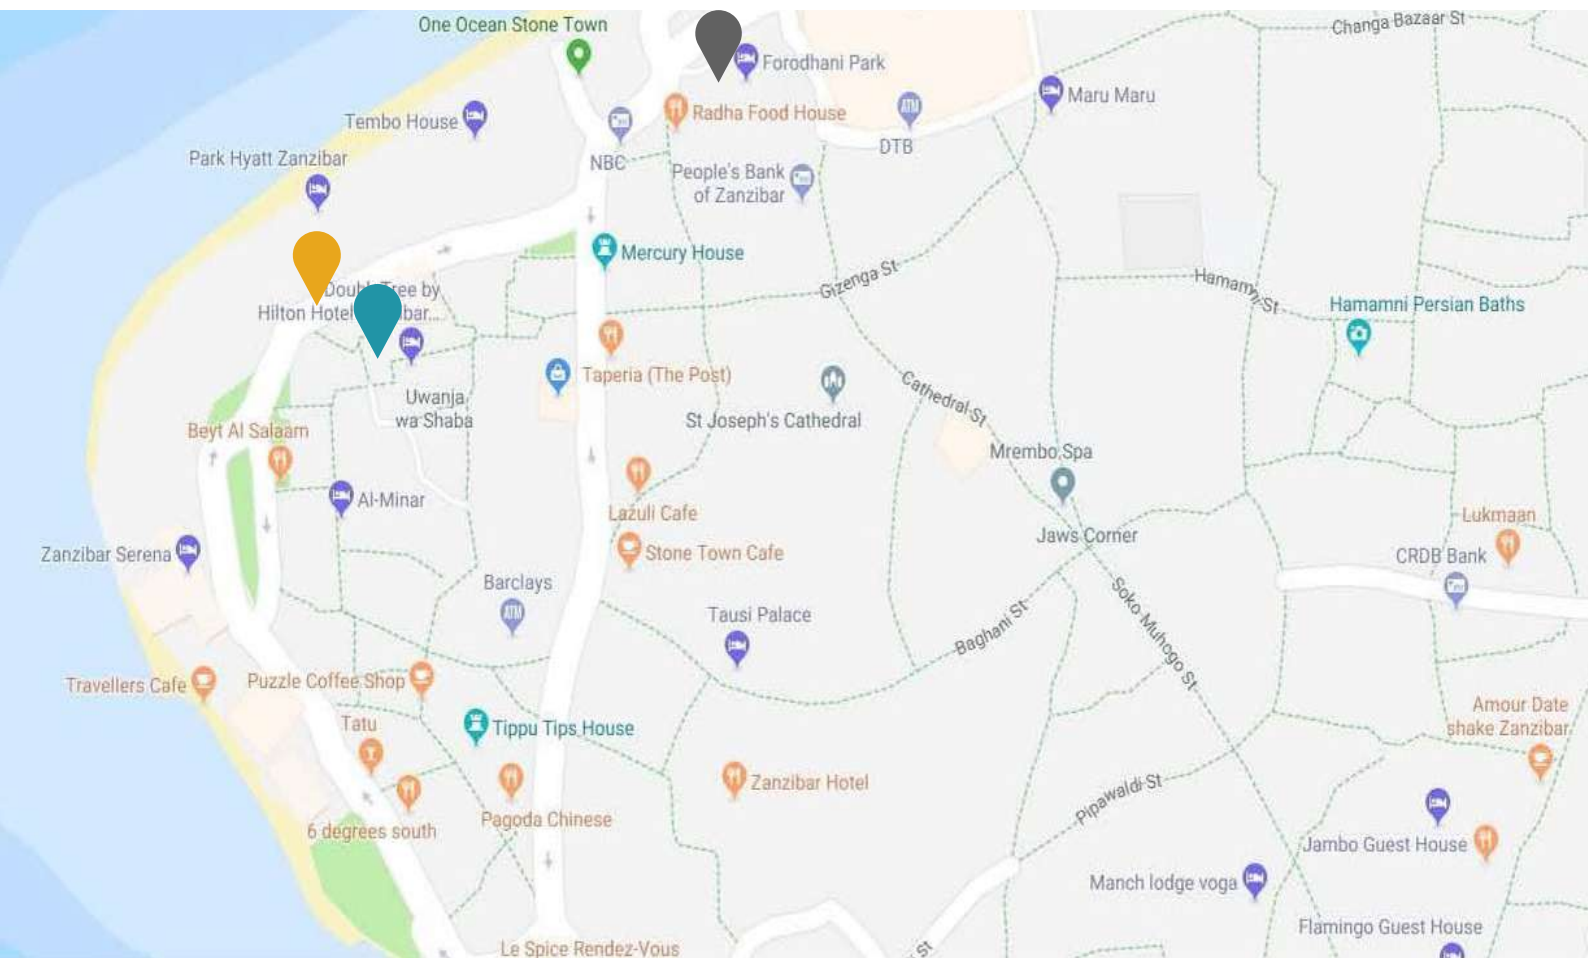 One Ocean Stone Town
Changa Bazaar St
Forodhani Park
Maru Maru
Radha Food House
Tembo House
ATM
DTB
NBC
Park Hyatt Zanzibar
People's Bank
of Zanzibar
Mercury House
Gizenga St
Hamamni St
Tree by
Hilton Hotel
Hamamni Persian Baths
Taperia (The Post)
Cathedral St
Uwanja
wa Shaba
St Joseph's Cathedral
Beyt Al Salaam
Mrembo Spa
Al-Minar
Lazuli Cafe
Lukmaan
Jaws Corner
Zanzibar Serena
Stone Town Cafe
CRDB Bank
Barclays
ATM
Tausi Palace
Baghani St
Soko Muhogo St
Travellers Cafe
Puzzle Coffee Shop
Amour Date
shake Zanzibar
Tatu
Tippu Tips House
Zanzibar Hotel
Pipawaldi St
6 degrees south
Pagoda Chinese
Jambo Guest House
Manch lodge voga
Flamingo Guest House
Le Spice Rendez-Vous
St